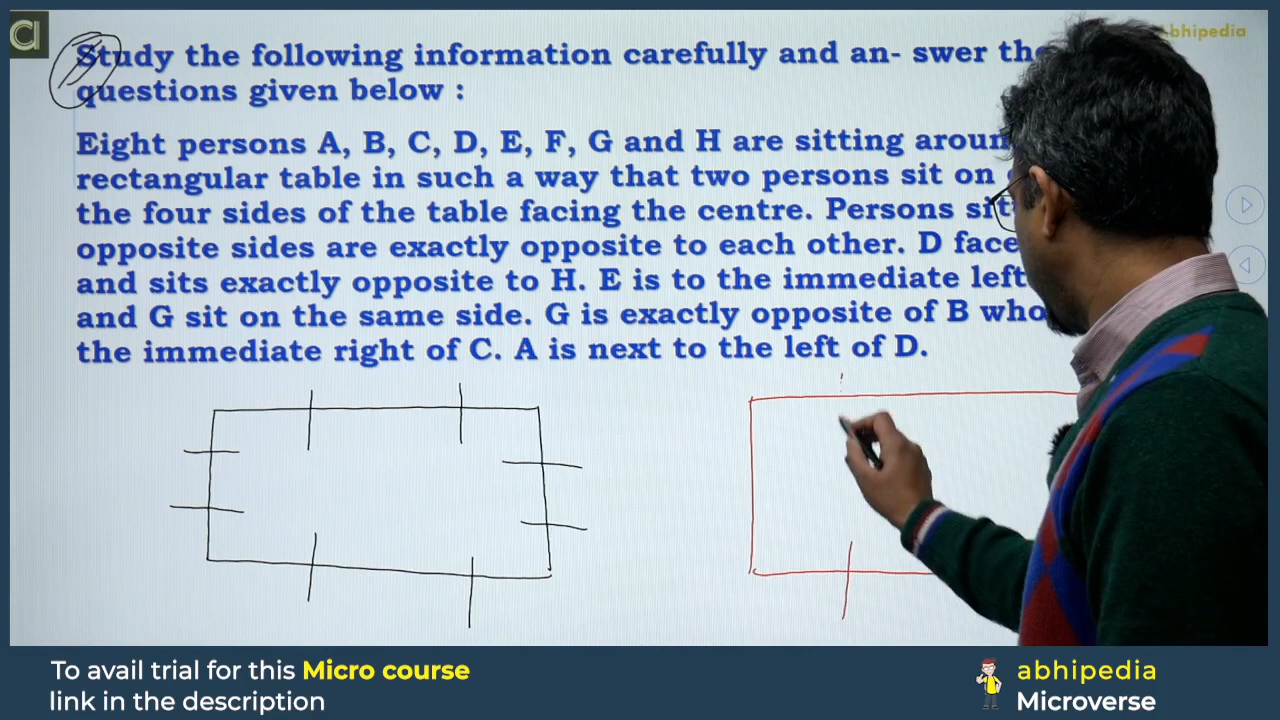 Study the following information carefully and an- swer the
questions given below :
Eight persons A, B, C, D, E, F, G and H are sitting
rectangular table in such a way that two persons sit on
the four sides of the table facing the centre. Persons
opposite sides are exactly opposite to each other. D
and sits exactly opposite to H. E is to the immediate left
and G sit on the same side. G is exactly opposite of B who
the immediate right of C. A is next to the left of D.
Abhipedia
To avail trial for this Micro course
link in the description
abhipedia
Microverse